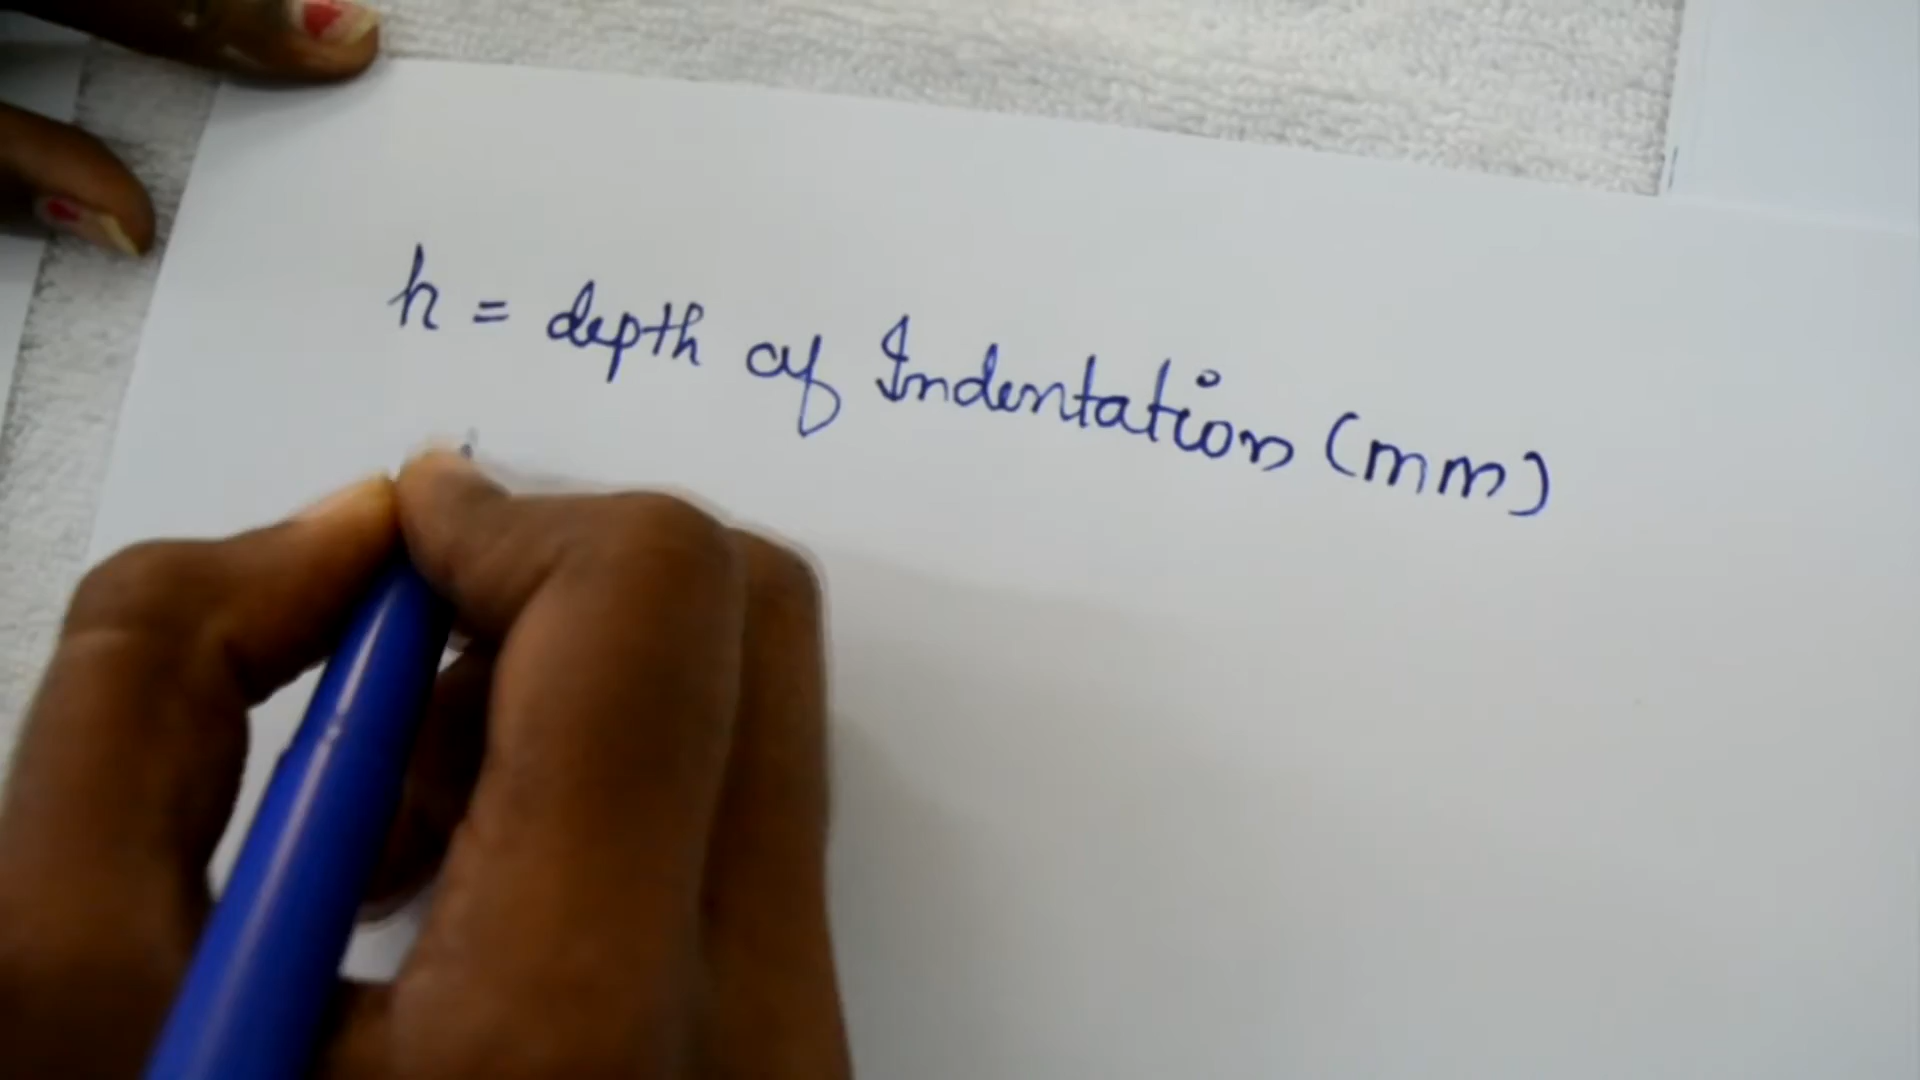 h = depth of Indentation (mm)